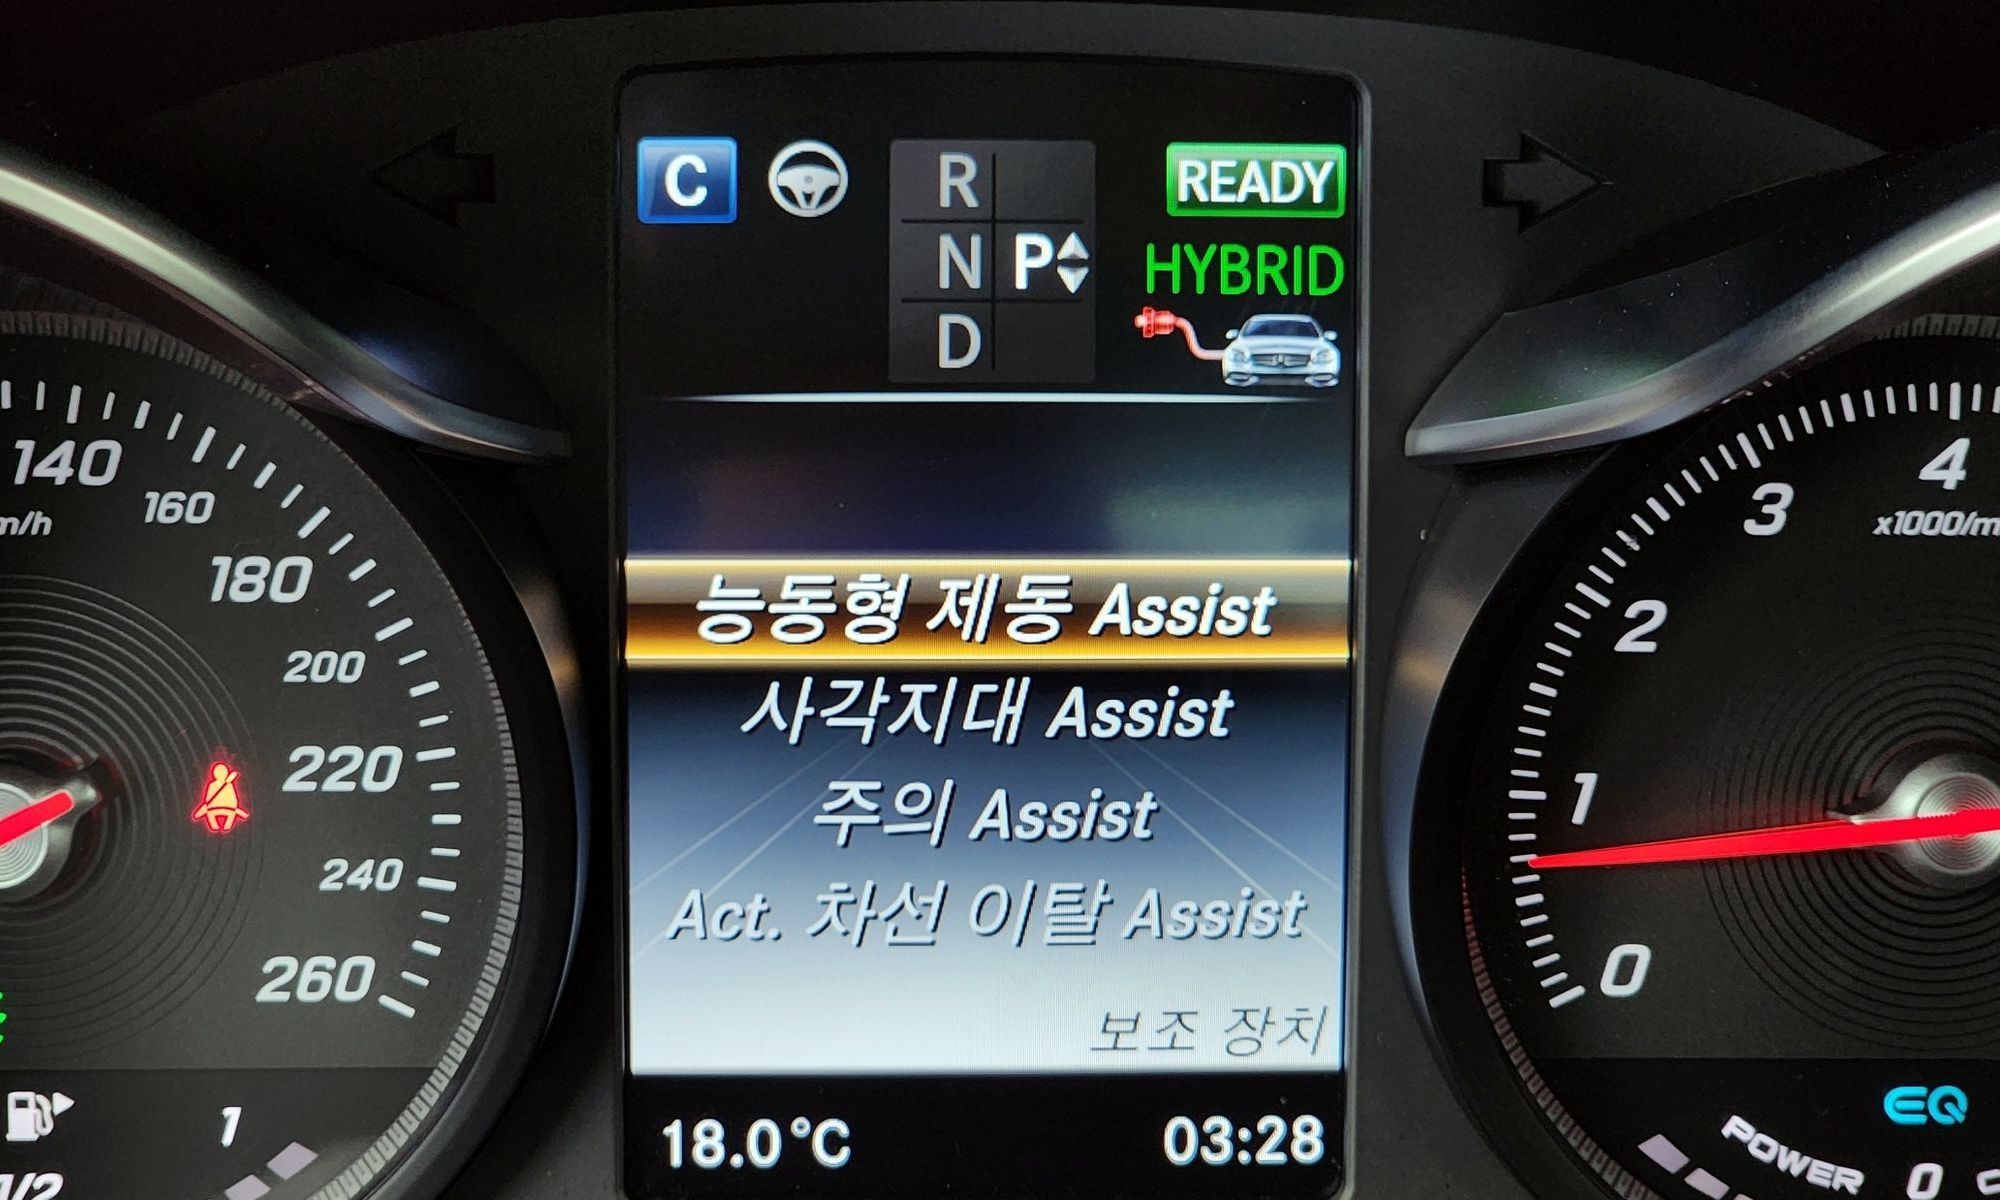 C
R
N P
D
READY
HYBRID
140
160
180
200
220
240
260
능동형 제동 Assist
사각지대 Assist
주의 Assist
Act. 차선 이탈 Assist
보조 장치
18.0°C
03:28
1
1/2
4
3
x1000/m
2
1
0
EQ
POWER 0